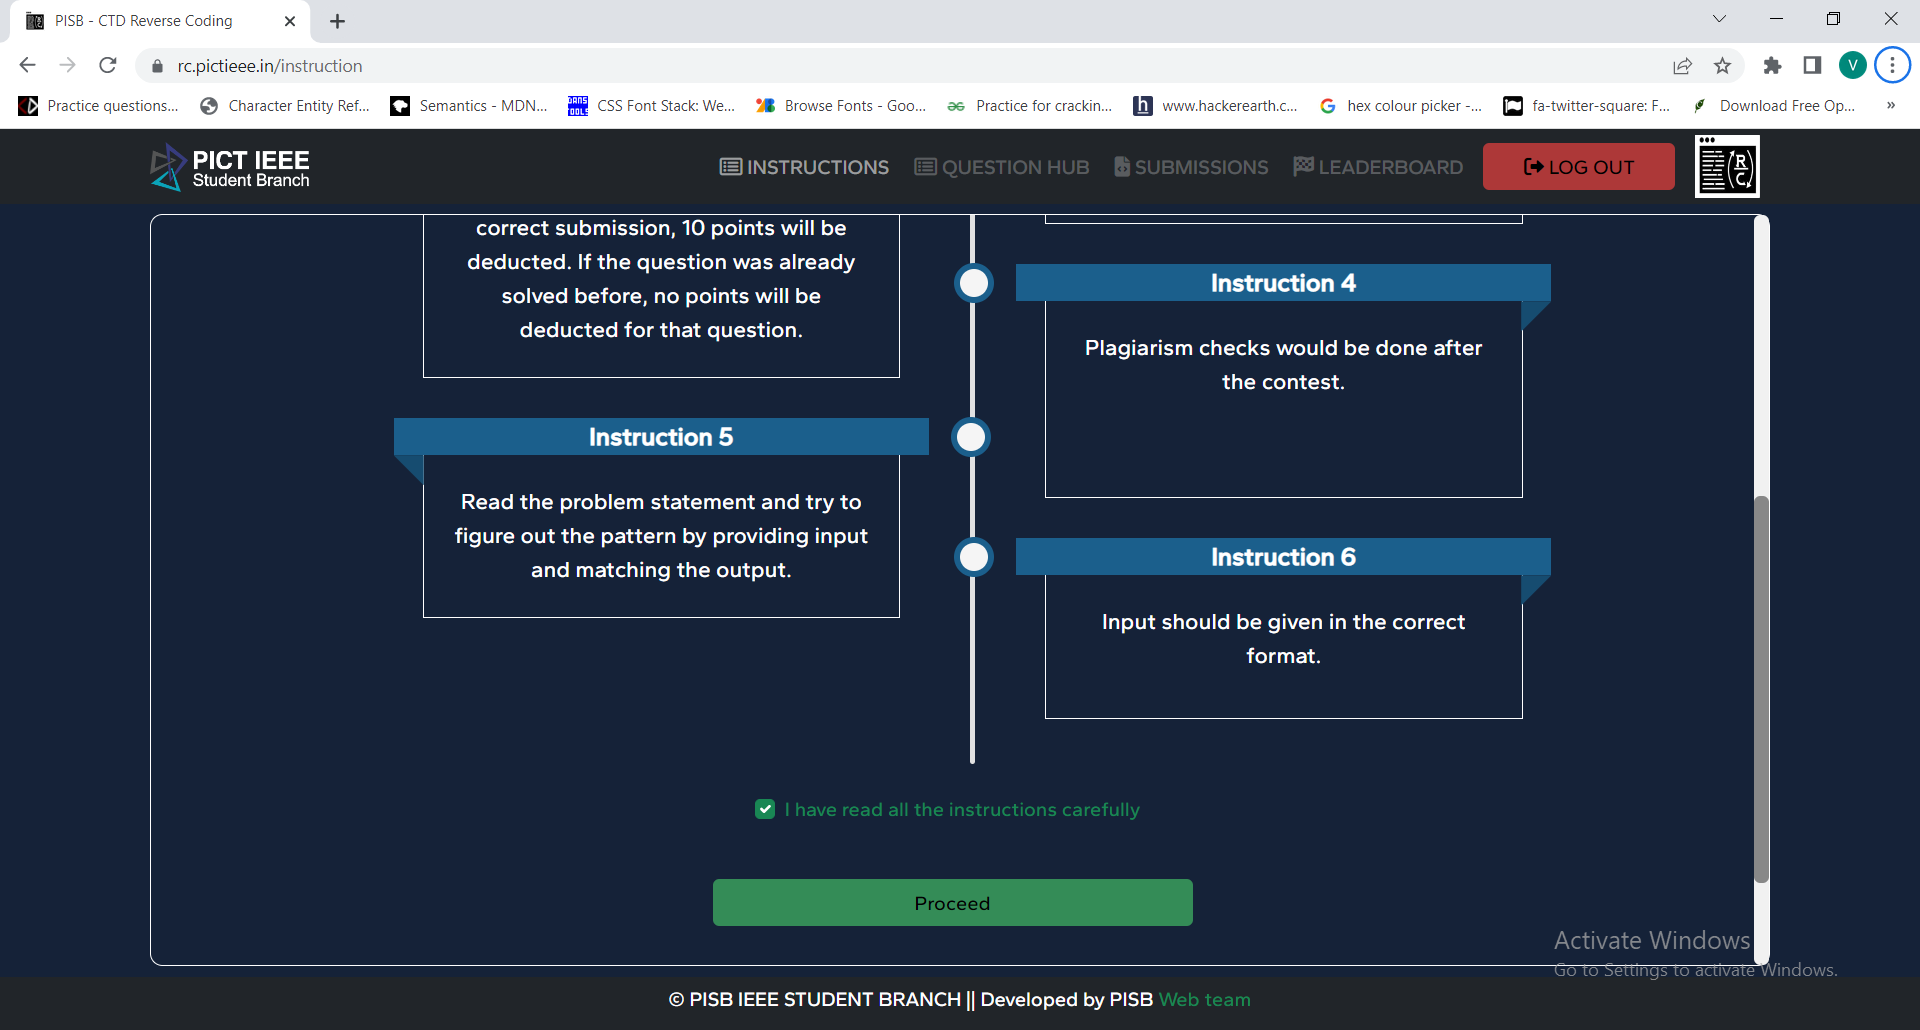 PISB - CTD Reverse Coding
rc.pictieee.in/instruction
V
Practice questions...
Character Entity Ref...
Semantics - MDN...
CSS Font Stack: We...
Browse Fonts - Goo...
Practice for crackin...
www.hackerearth.c...
hex colour picker -...
fa-twitter-square: F...
Download Free Op...
»
PICT IEEE
Student Branch
INSTRUCTIONS
QUESTION HUB
SUBMISSIONS
LEADERBOARD
LOG OUT
R
C
correct submission, 10 points will be
deducted. If the question was already
solved before, no points will be
deducted for that question.
Instruction 4
Plagiarism checks would be done after
the contest.
Instruction 5
Read the problem statement and try to
figure out the pattern by providing input
and matching the output.
Instruction 6
Input should be given in the correct
format.
I have read all the instructions carefully
Proceed
Activate Windows
Go to Settings to activate Windows.
© PISB IEEE STUDENT BRANCH || Developed by PISB Web team